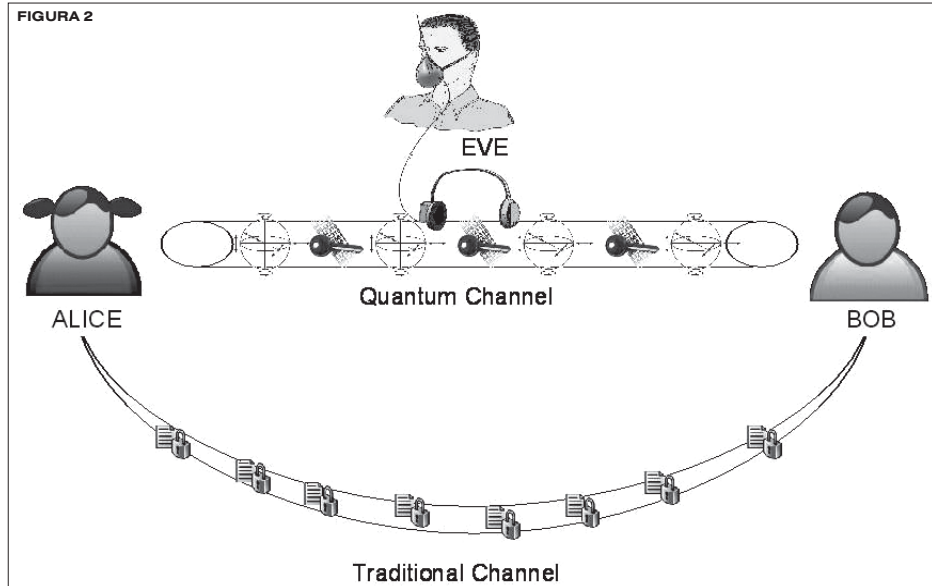 FIGURA 2
EVE
Quantum Channel
ALICE
BOB
Traditional Channel